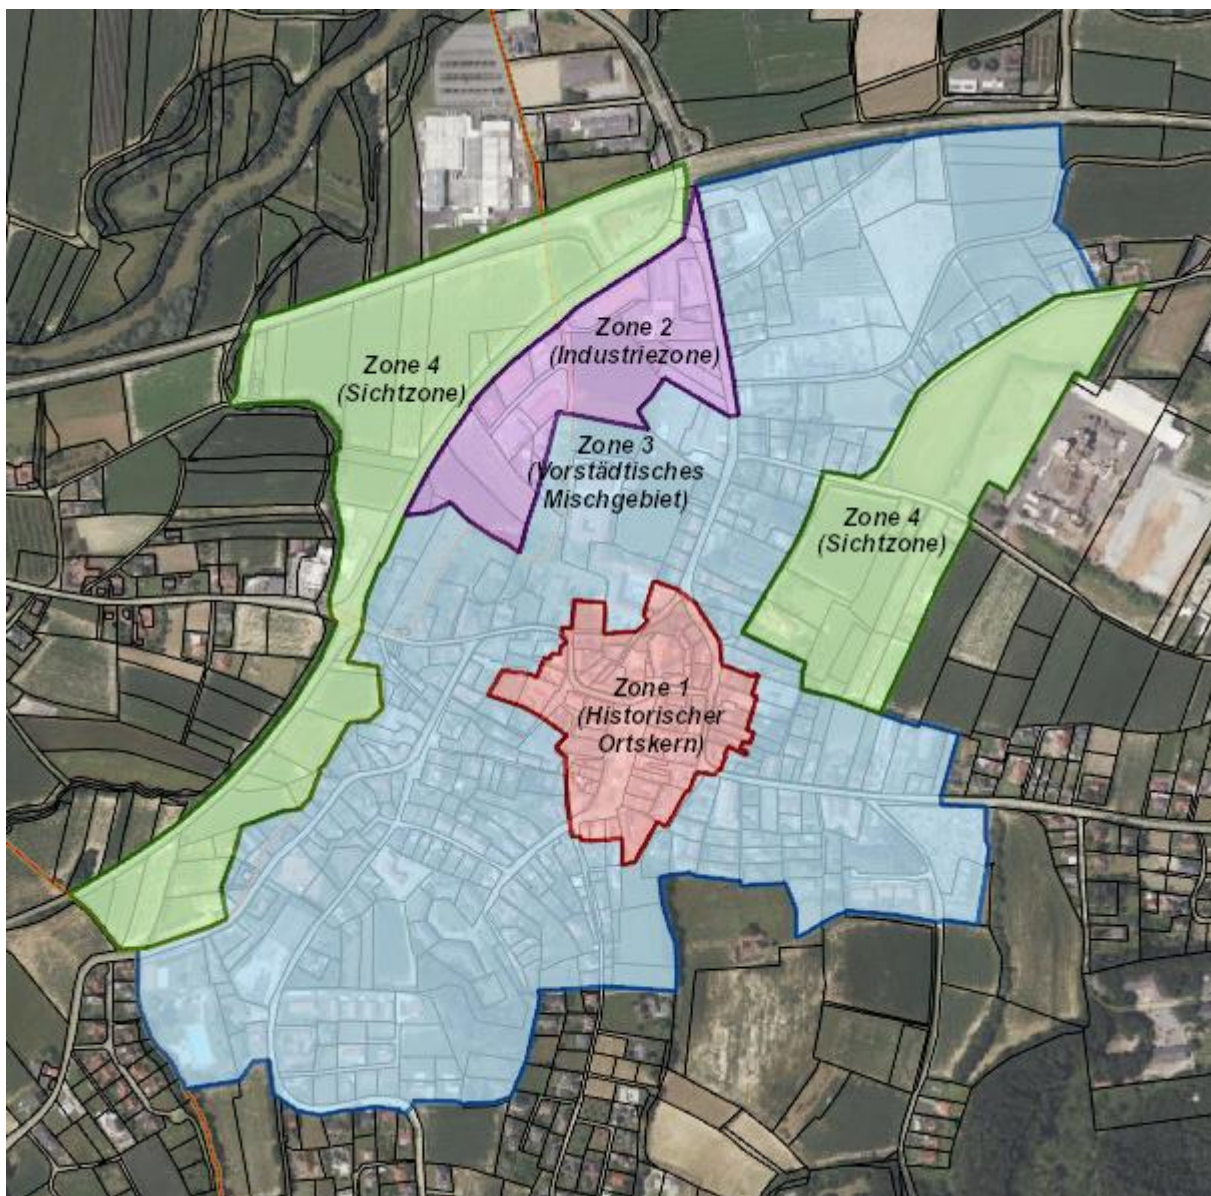 Zone 2
(Industriezone)
Zone 4
(Sichtzone)
Zone 3
(Vorstädtisches
Mischgebiet)
Zone 4
(Sichtzone)
Zone 1
(Historischer
Ortskern)